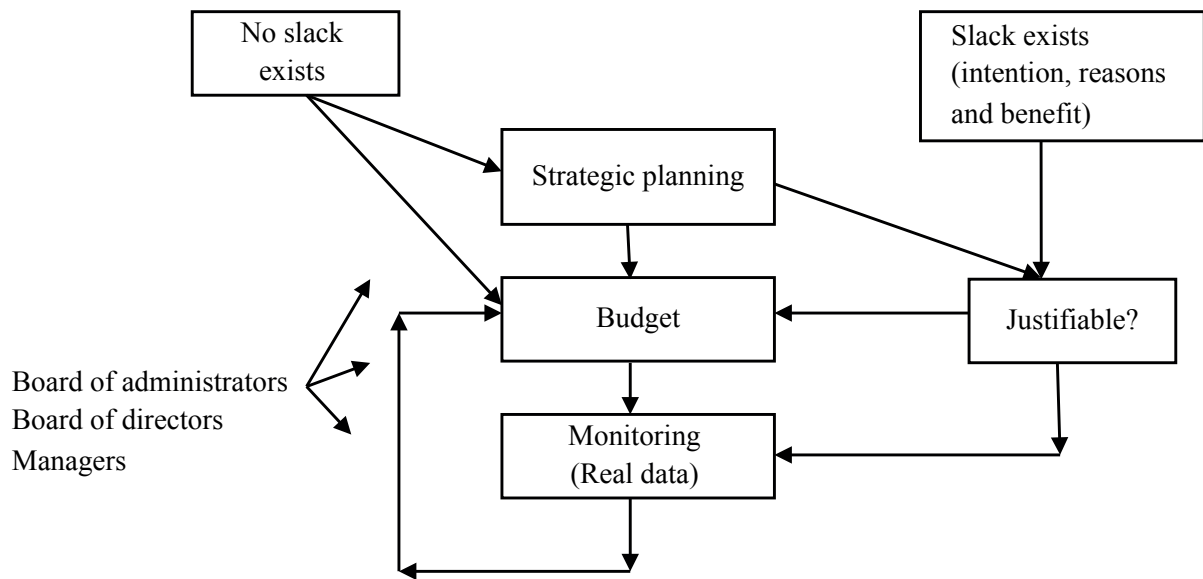 No slack
exists
Slack exists
(intention, reasons
and benefit)
Strategic planning
Budget
Justifiable?
Board of administrators
Board of directors
Managers
Monitoring
(Real data)